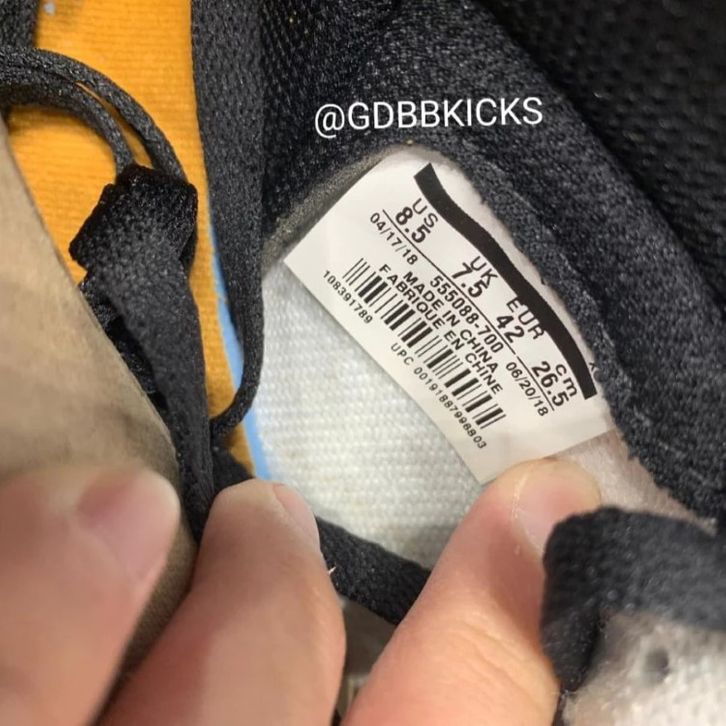 @GDBBKICKS
US UK EUR cm
8.5 7.5 42 26.5
04/17/18 555088-700 06/20/18
MADE IN CHINA
FABRIQUE EN CHINE
108391789
UPC 00191887996803